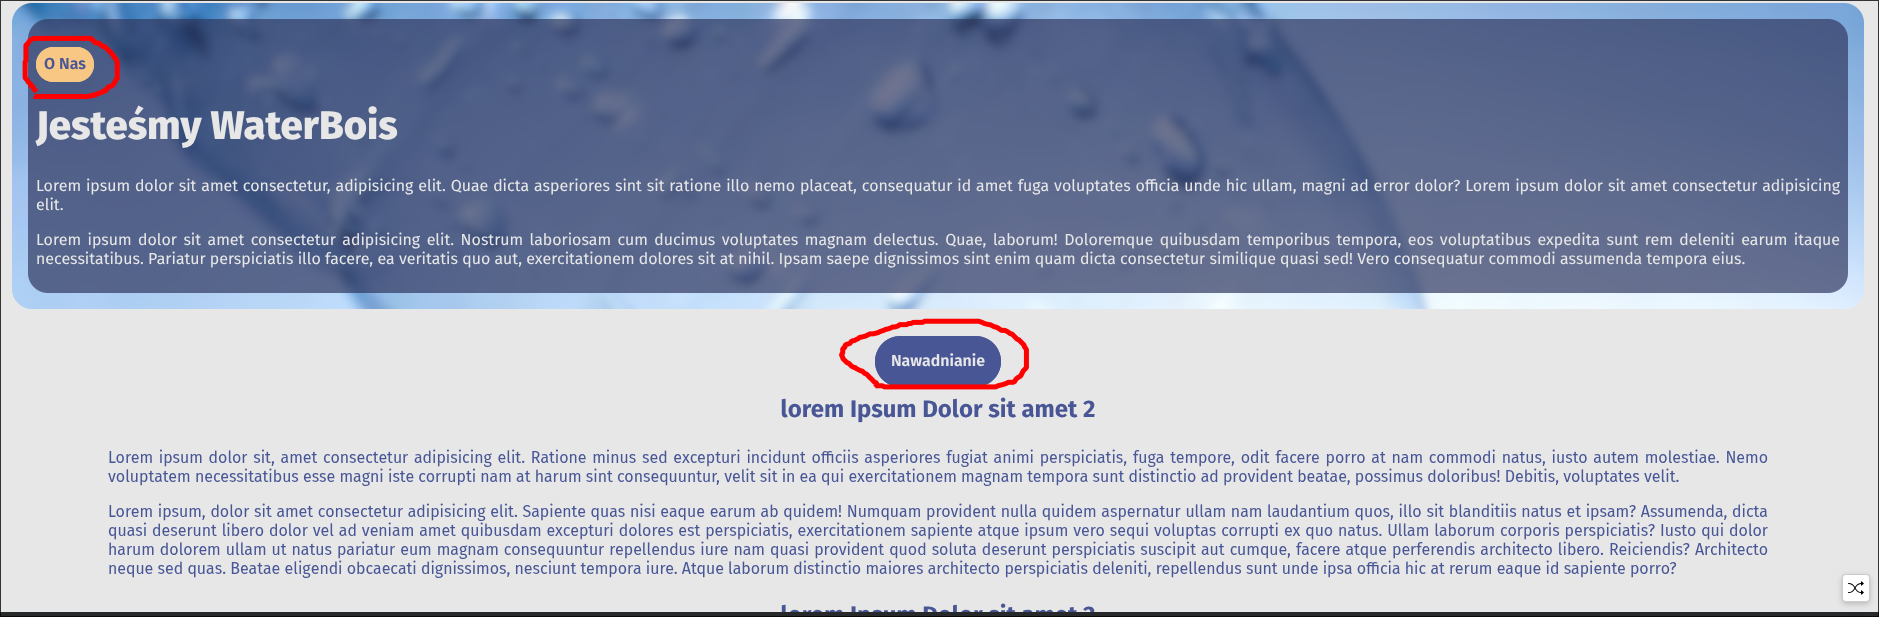 O Nas
Jesteśmy WaterBois
Lorem ipsum dolor sit amet consectetur, adipisicing elit. Quae dicta asperiores sint sit ratione illo nemo placeat, consequatur id amet fuga voluptates officia unde hic ullam, magni ad error dolor? Lorem ipsum dolor sit amet consectetur adipisicing
elit.
Lorem ipsum dolor sit amet consectetur adipisicing elit. Nostrum laboriosam cum ducimus voluptates magnam delectus. Quae, laborum! Doloremque quibusdam temporibus tempora, eos voluptatibus expedita sunt rem deleniti earum itaque
necessitatibus. Pariatur perspiciatis illo facere, ea veritatis quo aut, exercitationem dolores sit at nihil. Ipsam saepe dignissimos sint enim quam dicta consectetur similique quasi sed! Vero consequatur commodi assumenda tempora eius.
Nawadnianie
lorem Ipsum Dolor sit amet 2
Lorem ipsum dolor sit, amet consectetur adipisicing elit. Ratione minus sed excepturi incidunt officiis asperiores fugiat animi perspiciatis, fuga tempore, odit facere porro at nam commodi natus, iusto autem molestiae. Nemo
voluptatem necessitatibus esse magni iste corrupti nam at harum sint consequuntur, velit sit in ea qui exercitationem magnam tempora sunt distinctio ad provident beatae, possimus doloribus! Debitis, voluptates velit.
Lorem ipsum, dolor sit amet consectetur adipisicing elit. Sapiente quas nisi eaque earum ab quidem! Numquam provident nulla quidem aspernatur ullam nam laudantium quos, illo sit blanditiis natus et ipsam? Assumenda, dicta
quasi deserunt libero dolor vel ad veniam amet quibusdam excepturi dolores est perspiciatis, exercitationem sapiente atque ipsum vero sequi voluptas corrupti ex quo natus. Ullam laborum corporis perspiciatis? Iusto qui dolor
harum dolorem ullam ut natus pariatur eum magnam consequuntur repellendus iure nam quasi provident quod soluta deserunt perspiciatis suscipit aut cumque, facere atque perferendis architecto libero. Reiciendis? Architecto
neque sed quas. Beatae eligendi obcaecati dignissimos, nesciunt tempora iure. Atque laborum distinctio maiores architecto perspiciatis deleniti, repellendus sunt unde ipsa officia hic at rerum eaque id sapiente porro?
lorem Ipsum Dolor sit amet